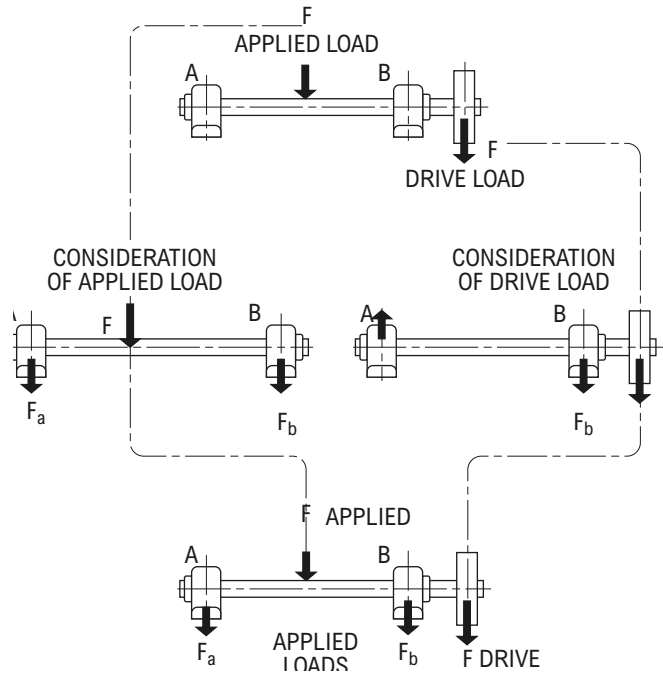 F
APPLIED LOAD
A
B
F
DRIVE LOAD
CONSIDERATION
OF APPLIED LOAD
CONSIDERATION
OF DRIVE LOAD
F
B
A
B
Fa
Fb
Fb
F APPLIED
A
B
Fa
APPLIED
LOADS
Fb
F DRIVE